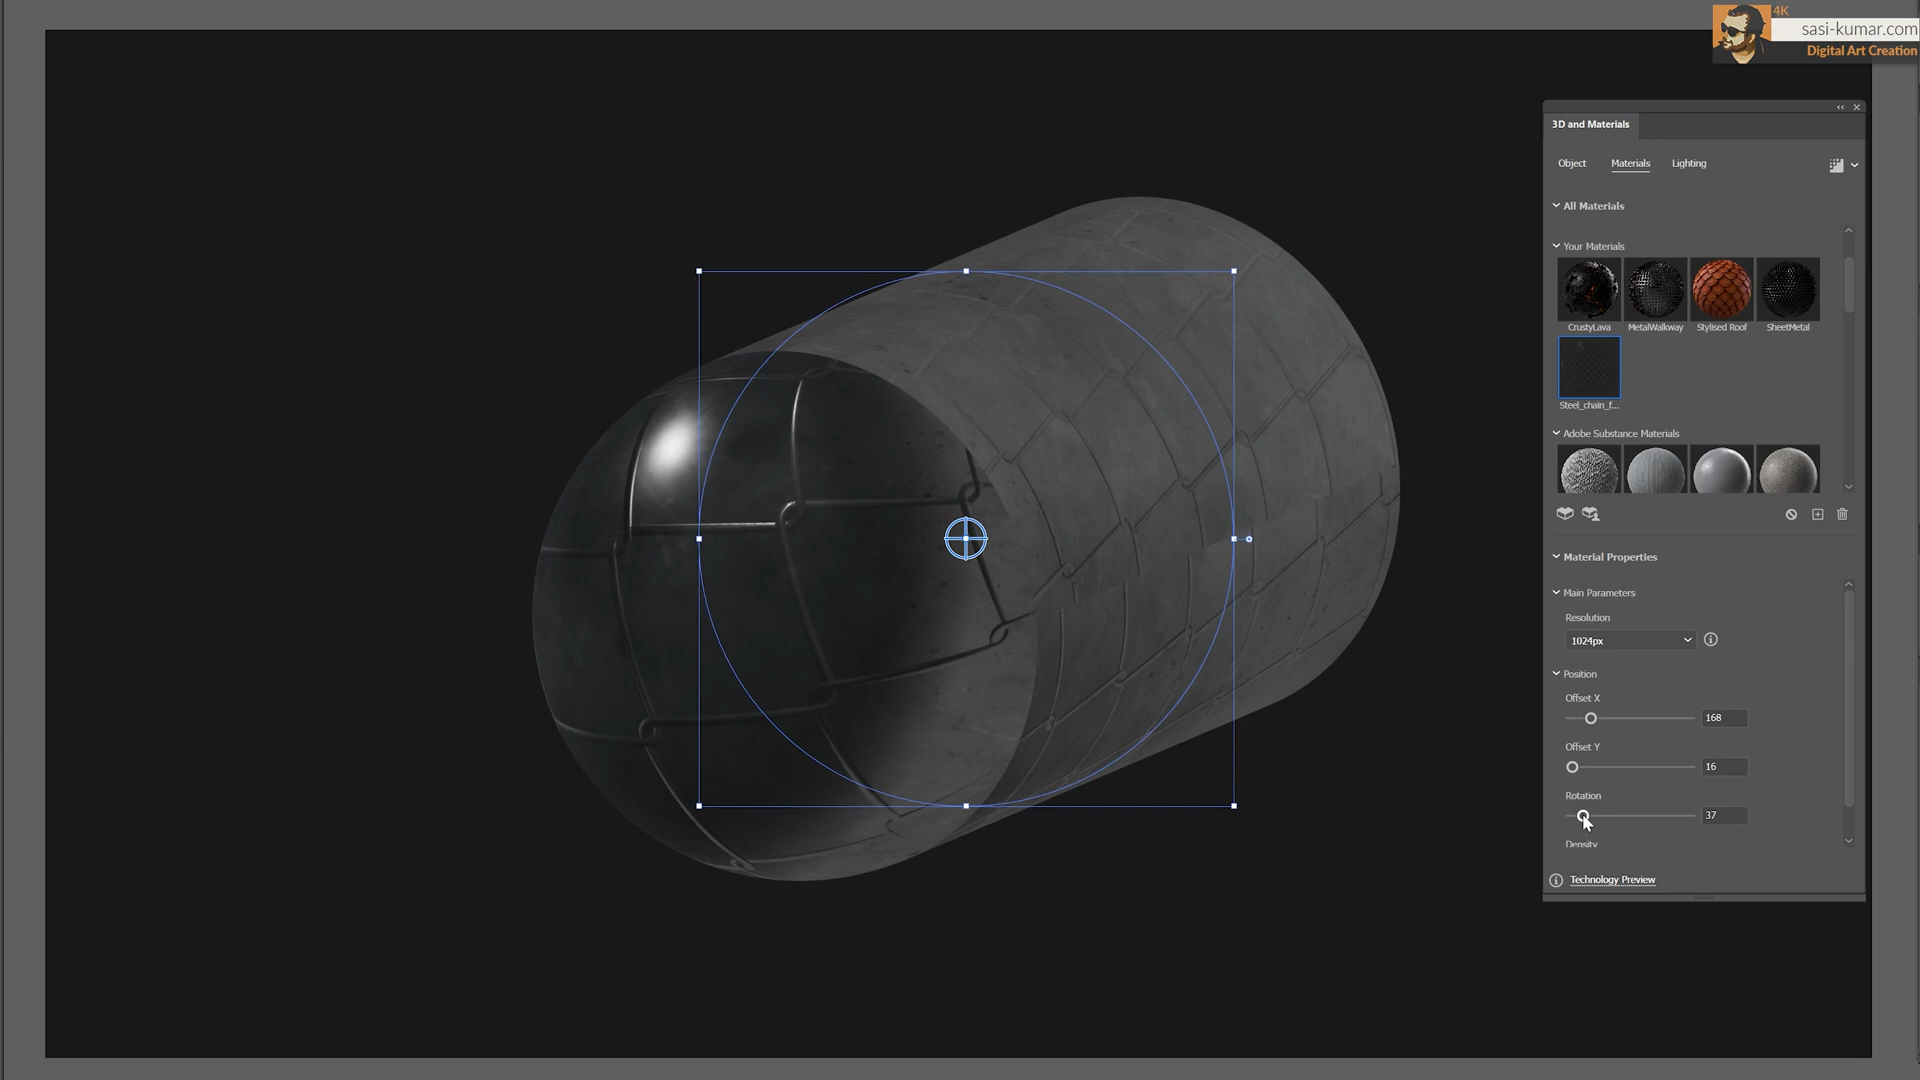 4K
sasi-kumar.com
Digital Art Creation
3D and Materials
Object Materials Lighting
All Materials
Your Materials
CrustyLava MetalWalkway Stylised Roof SheetMetal
Steel_chain_f...
Adobe Substance Materials
Material Properties
Main Parameters
Resolution
1024px
Position
Offset X
168
Offset Y
16
Rotation
37
Density
Technology Preview